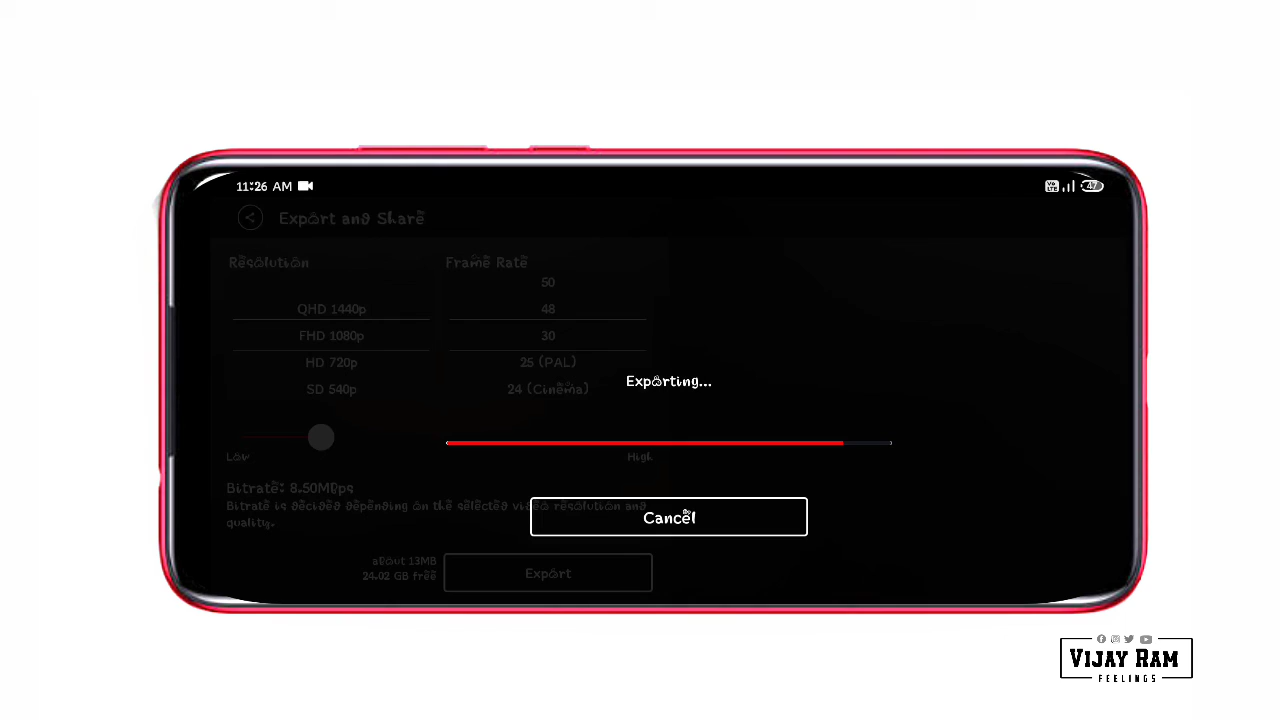 11:26 AM
47
Export and Share
Resolution
Frame Rate
50
QHD 1440p
48
FHD 1080p
30
HD 720p
25 (PAL)
SD 540p
24 (Cinema)
Exporting...
Low
High
Bitrate: 8.50Mbps
Bitrate is decided depending on the selected video resolution and
quality.
Cancel
about 13MB
24.02 GB free
Export
VIJAY RAM
FEELINGS